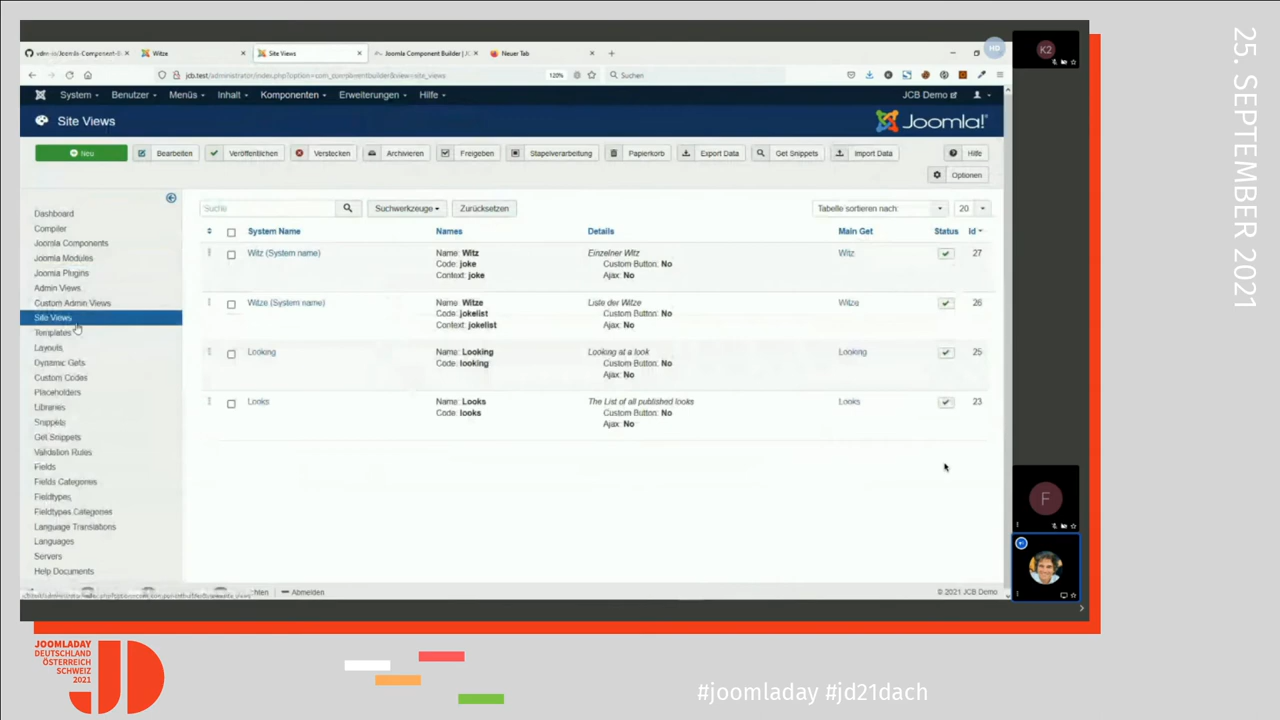 Witze
Site Views
Joomla Component Builder | JC
Neuer Tab
jcb.test/administrator/index.php?option=com_componentbuilder&view=site_views
120%
Suchen
HD
K2
System Benutzer Menüs Inhalt Komponenten Erweiterungen Hilfe
JCB Demo
Site Views
Joomla!
Neu
Bearbeiten
Veröffentlichen
Verstecken
Archivieren
Freigeben
Stapelverarbeitung
Papierkorb
Export Data
Get Snippets
Import Data
Hilfe
Optionen
Dashboard
Compiler
Joomla Components
Joomla Modules
Joomla Plugins
Admin Views
Custom Admin Views
Site Views
Templates
Layouts
Dynamic Gets
Custom Codes
Placeholders
Libraries
Snippets
Get Snippets
Validation Rules
Fields
Fields Categories
Fieldtypes
Fieldtypes Categories
Language Translations
Languages
Servers
Help Documents
Suche
Suchwerkzeuge
Zurücksetzen
Tabelle sortieren nach:
20
System Name Names Details Main Get Status Id
Witz (System name) Name: Witz Einzelner Witz Witz 27
Code: joke Custom Button: No
Context: joke Ajax: No
Witze (System name) Name: Witze Liste der Witze Witze 26
Code: jokelist Custom Button: No
Context: jokelist Ajax: No
Looking Name: Looking Looking at a look Looking 25
Code: looking Custom Button: No
Ajax: No
Looks Name: Looks The List of all published looks Looks 23
Code: looks Custom Button: No
Ajax: No
Abmelden
© 2021 JCB Demo
F
25. SEPTEMBER 2021
JOOMLADAY
DEUTSCHLAND
ÖSTERREICH
SCHWEIZ
2021
JD
#joomladay #jd21dach